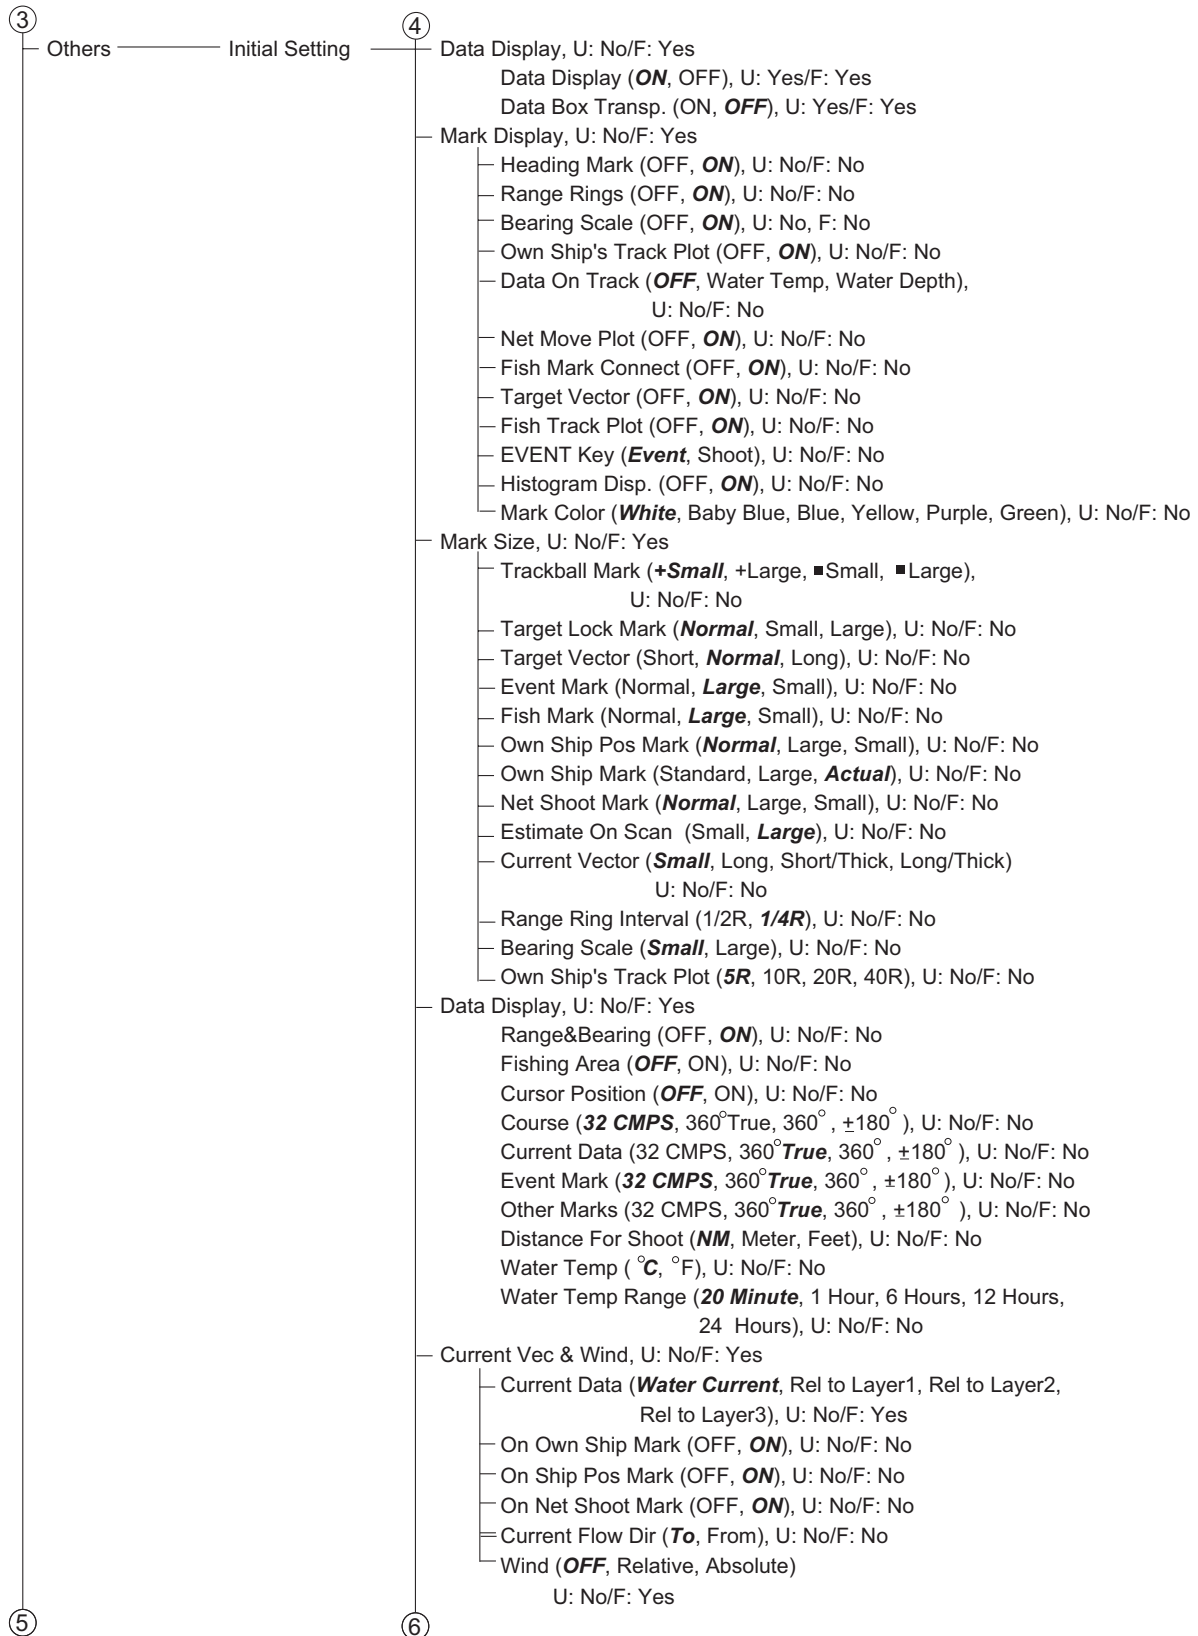 3
4
Others Initial Setting Data Display, U: No/F: Yes
Data Display (ON, OFF), U: Yes/F: Yes
Data Box Transp. (ON, OFF), U: Yes/F: Yes
Mark Display, U: No/F: Yes
Heading Mark (OFF, ON), U: No/F: No
Range Rings (OFF, ON), U: No/F: No
Bearing Scale (OFF, ON), U: No, F: No
Own Ship's Track Plot (OFF, ON), U: No/F: No
Data On Track (OFF, Water Temp, Water Depth),
U: No/F: No
Net Move Plot (OFF, ON), U: No/F: No
Fish Mark Connect (OFF, ON), U: No/F: No
Target Vector (OFF, ON), U: No/F: No
Fish Track Plot (OFF, ON), U: No/F: No
EVENT Key (Event, Shoot), U: No/F: No
Histogram Disp. (OFF, ON), U: No/F: No
Mark Color (White, Baby Blue, Blue, Yellow, Purple, Green), U: No/F: No
Mark Size, U: No/F: Yes
Trackball Mark (+Small, +Large, ■Small, ■Large),
U: No/F: No
Target Lock Mark (Normal, Small, Large), U: No/F: No
Target Vector (Short, Normal, Long), U: No/F: No
Event Mark (Normal, Large, Small), U: No/F: No
Fish Mark (Normal, Large, Small), U: No/F: No
Own Ship Pos Mark (Normal, Large, Small), U: No/F: No
Own Ship Mark (Standard, Large, Actual), U: No/F: No
Net Shoot Mark (Normal, Large, Small), U: No/F: No
Estimate On Scan (Small, Large), U: No/F: No
Current Vector (Small, Long, Short/Thick, Long/Thick)
U: No/F: No
Range Ring Interval (1/2R, 1/4R), U: No/F: No
Bearing Scale (Small, Large), U: No/F: No
Own Ship's Track Plot (5R, 10R, 20R, 40R), U: No/F: No
Data Display, U: No/F: Yes
Range&Bearing (OFF, ON), U: No/F: No
Fishing Area (OFF, ON), U: No/F: No
Cursor Position (OFF, ON), U: No/F: No
Course (32 CMPS, 360°True, 360°, ±180°), U: No/F: No
Current Data (32 CMPS, 360°True, 360°, ±180°), U: No/F: No
Event Mark (32 CMPS, 360°True, 360°, ±180°), U: No/F: No
Other Marks (32 CMPS, 360°True, 360°, ±180°), U: No/F: No
Distance For Shoot (NM, Meter, Feet), U: No/F: No
Water Temp (°C, °F), U: No/F: No
Water Temp Range (20 Minute, 1 Hour, 6 Hours, 12 Hours,
24 Hours), U: No/F: No
Current Vec & Wind, U: No/F: Yes
Current Data (Water Current, Rel to Layer1, Rel to Layer2,
Rel to Layer3), U: No/F: Yes
On Own Ship Mark (OFF, ON), U: No/F: No
On Ship Pos Mark (OFF, ON), U: No/F: No
On Net Shoot Mark (OFF, ON), U: No/F: No
Current Flow Dir (To, From), U: No/F: No
Wind (OFF, Relative, Absolute)
U: No/F: Yes
5
6